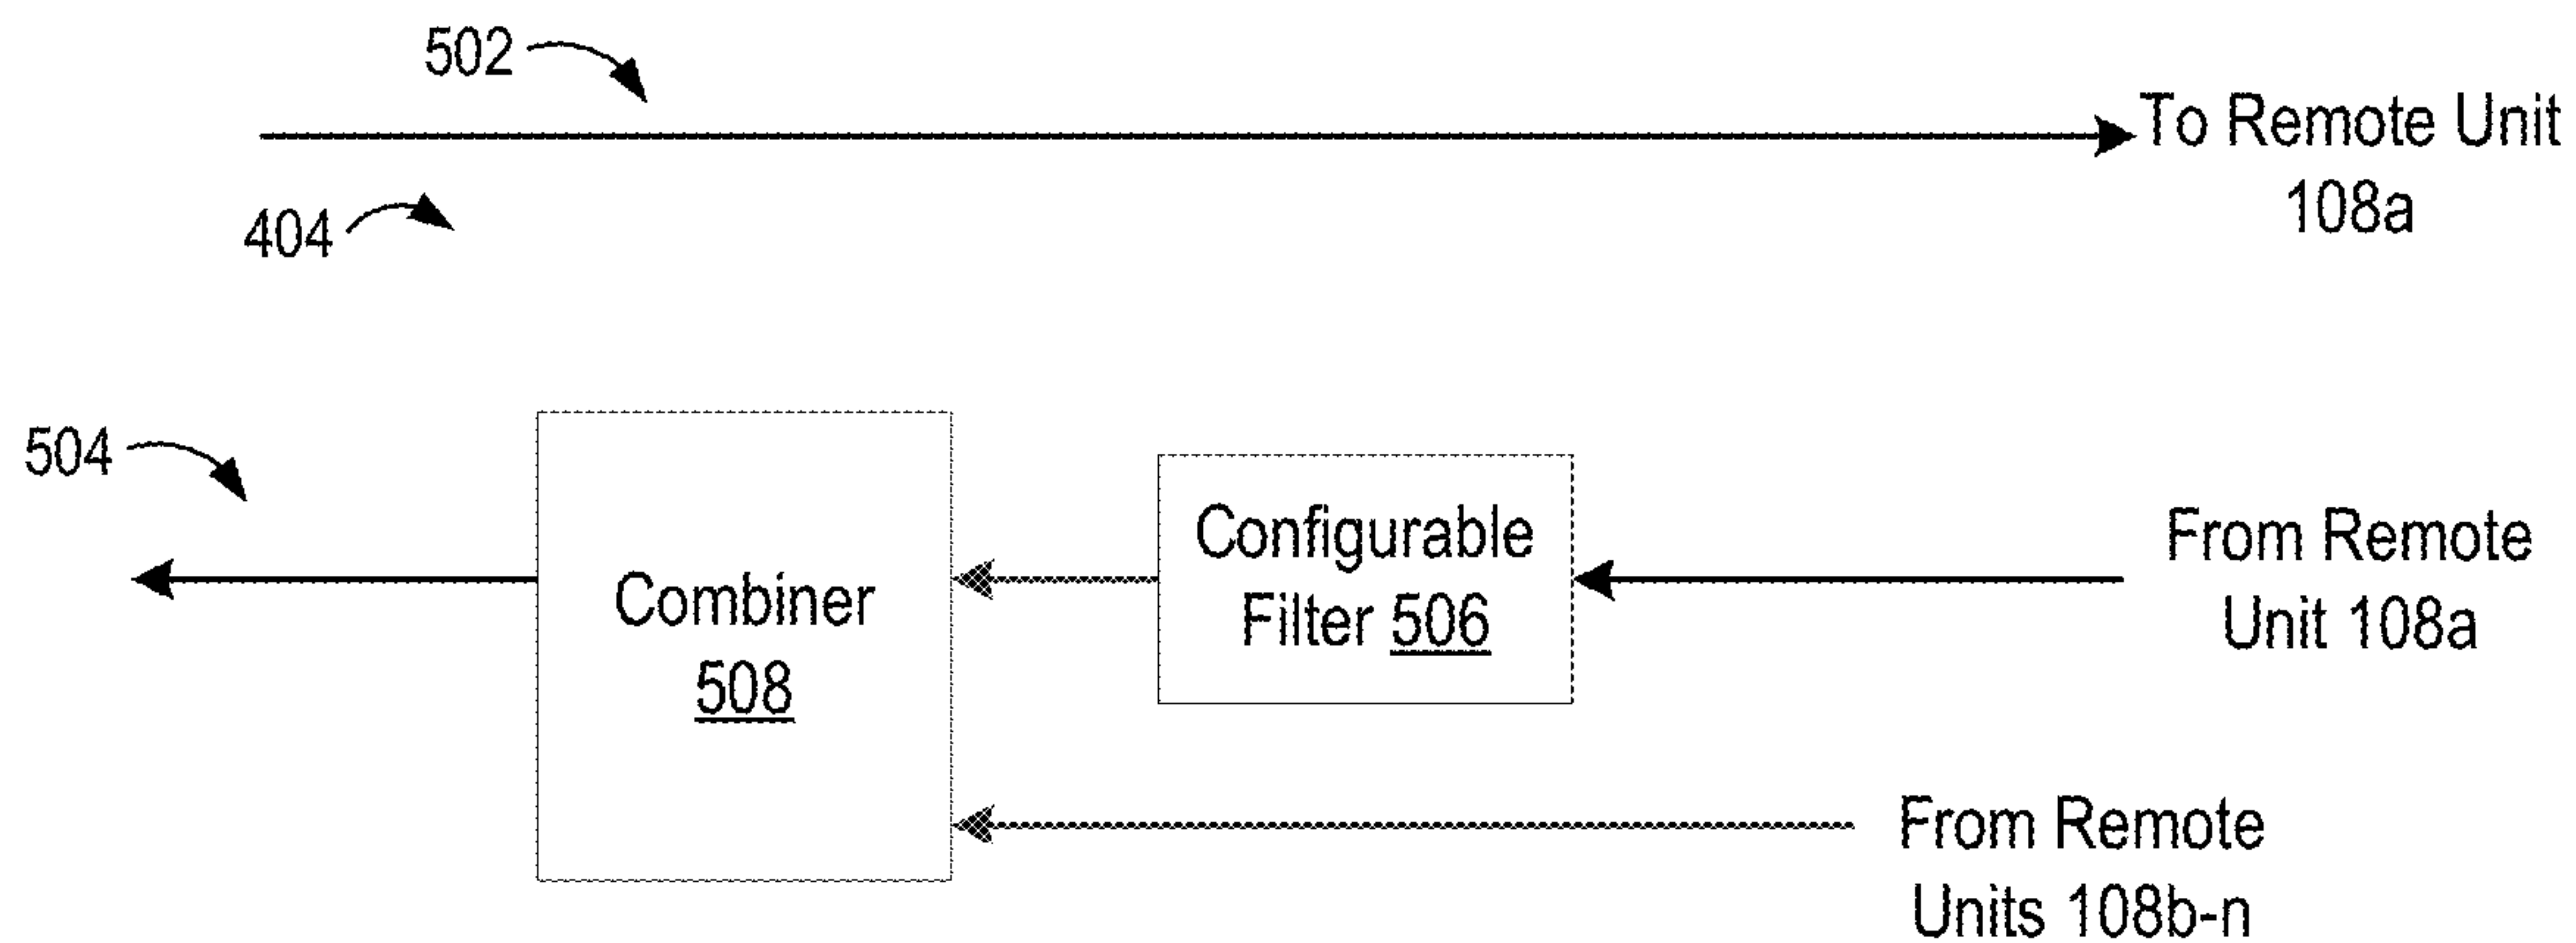 502
To Remote Unit
108a
404
504
Combiner
508
Configurable
Filter 506
From Remote
Unit 108a
From Remote
Units 108b-n